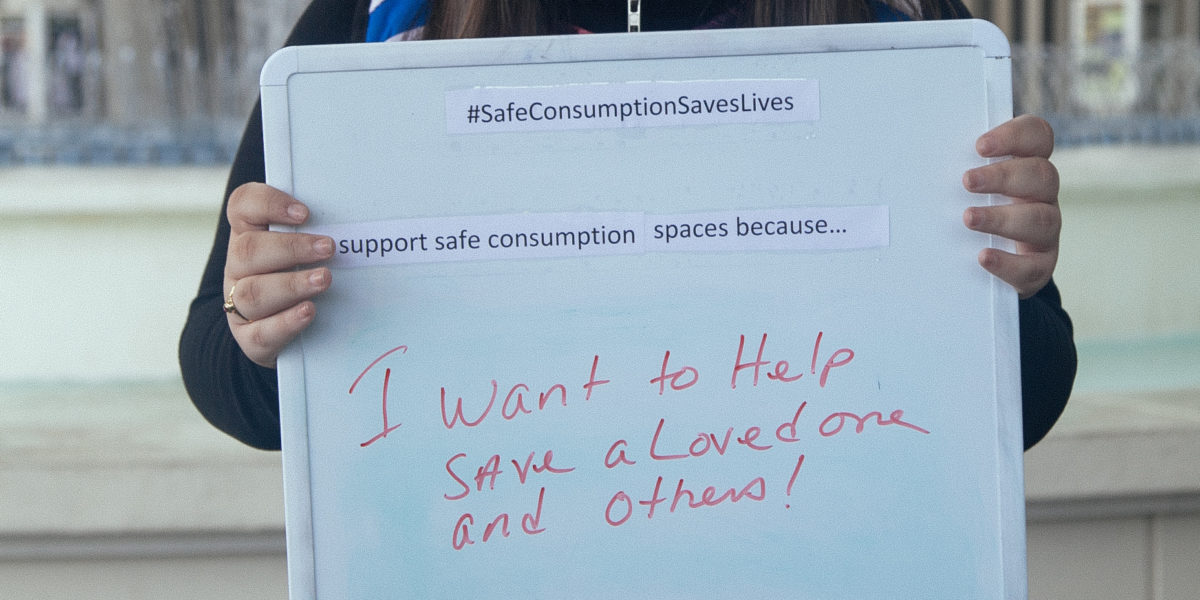 #SafeConsumptionSavesLives
support safe consumption spaces because...
I want to Help
save a Loved one
and others!